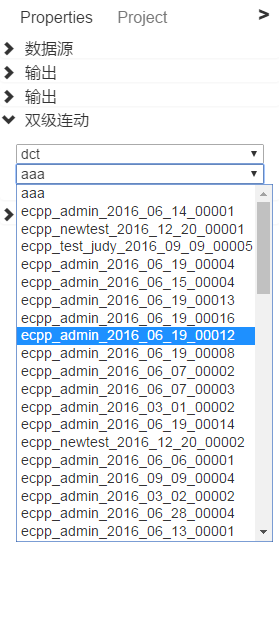 Properties Project >
数据源
输出
输出
双级连动
dct
aaa
aaa
ecpp_admin_2016_06_14_00001
ecpp_newtest_2016_12_20_00001
ecpp_test_judy_2016_09_09_00005
ecpp_admin_2016_06_19_00004
ecpp_admin_2016_06_15_00004
ecpp_admin_2016_06_19_00013
ecpp_admin_2016_06_19_00016
ecpp_admin_2016_06_19_00012
ecpp_admin_2016_06_19_00008
ecpp_admin_2016_06_07_00002
ecpp_admin_2016_06_07_00003
ecpp_admin_2016_03_01_00002
ecpp_admin_2016_06_19_00014
ecpp_newtest_2016_12_20_00002
ecpp_admin_2016_06_06_00001
ecpp_admin_2016_09_09_00004
ecpp_admin_2016_03_02_00002
ecpp_admin_2016_06_28_00004
ecpp_admin_2016_06_13_00001